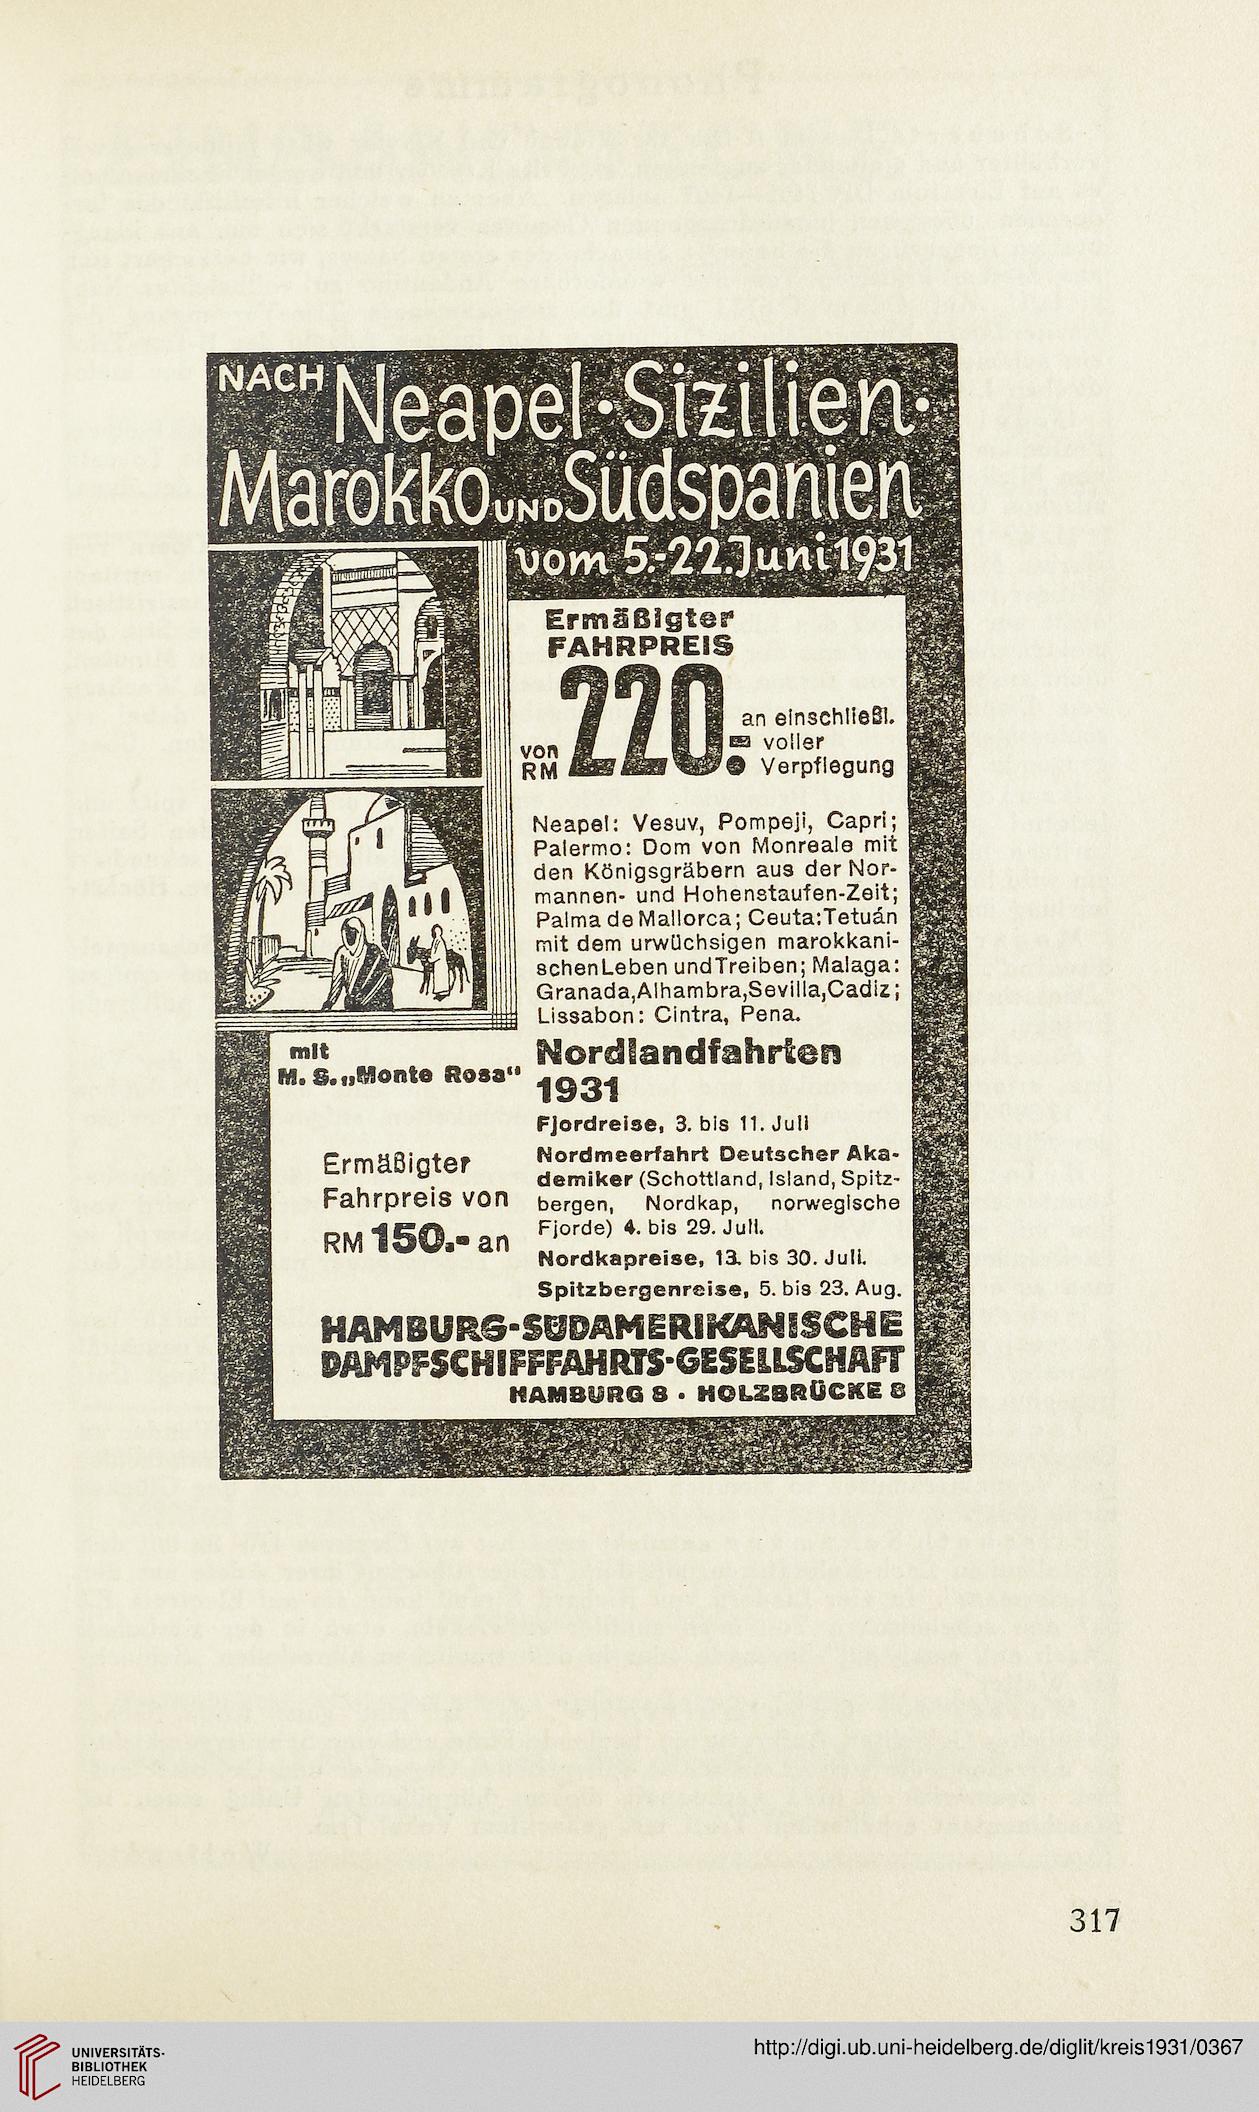 NACH Neapel · Sizilien ·
Marokko UND Südspanien
vom 5.-22. Juni 1931
Ermäßigter
FAHRPREIS
von RM 220.- an einschließl.
voller
Verpflegung
Neapel: Vesuv, Pompeji, Capri;
Palermo: Dom von Monreale mit
den Königsgräbern aus der Nor-
mannen- und Hohenstaufen-Zeit;
Palma de Mallorca; Ceuta: Tetuán
mit dem urwüchsigen marokkani-
schen Leben und Treiben; Malaga:
Granada, Alhambra, Sevilla, Cadiz;
Lissabon: Cintra, Pena.
mit
M. S. „Monte Rosa"
Ermäßigter
Fahrpreis von
RM 150.- an
Nordlandfahrten
1931
Fjordreise, 3. bis 11. Juli
Nordmeerfahrt Deutscher Aka-
demiker (Schottland, Island, Spitz-
bergen, Nordkap, norwegische
Fjorde) 4. bis 29. Juli.
Nordkapreise, 13. bis 30. Juli.
Spitzbergenreise, 5. bis 23. Aug.
HAMBURG-SÜDAMERIKANISCHE
DAMPFSCHIFFFAHRTS-GESELLSCHAFT
HAMBURG 8 · HOLZBRÜCKE 8
317
UNIVERSITÄTS-
BIBLIOTHEK
HEIDELBERG
http://digi.ub.uni-heidelberg.de/diglit/kreis1931/0367